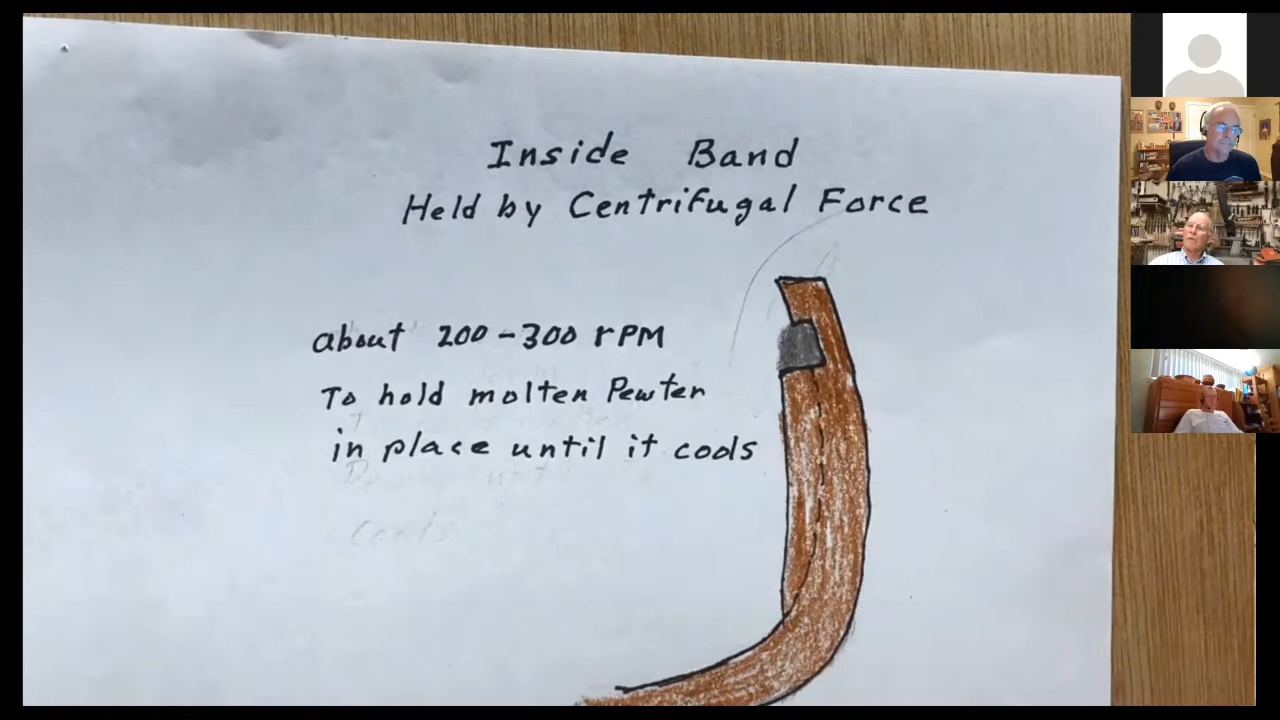 Inside Band
Held by Centrifugal Force
about 200-300 rPM
To hold molten Pewter
in place until it cools
cools